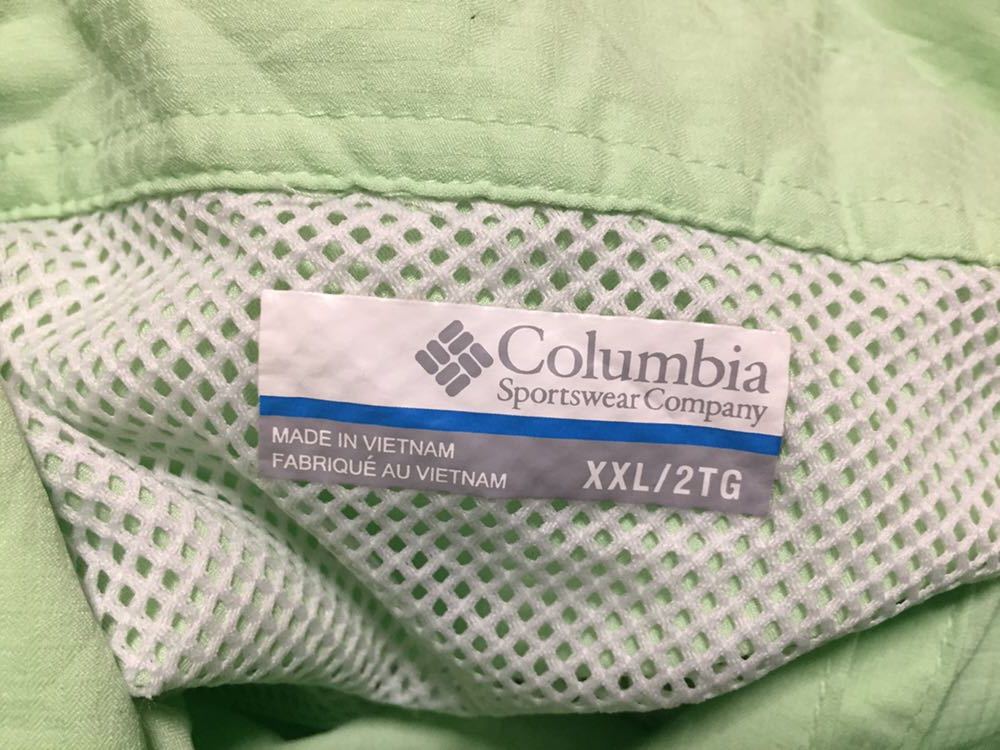 Columbia
Sportswear Company
MADE IN VIETNAM
FABRIQUÉ AU VIETNAM
XXL/2TG